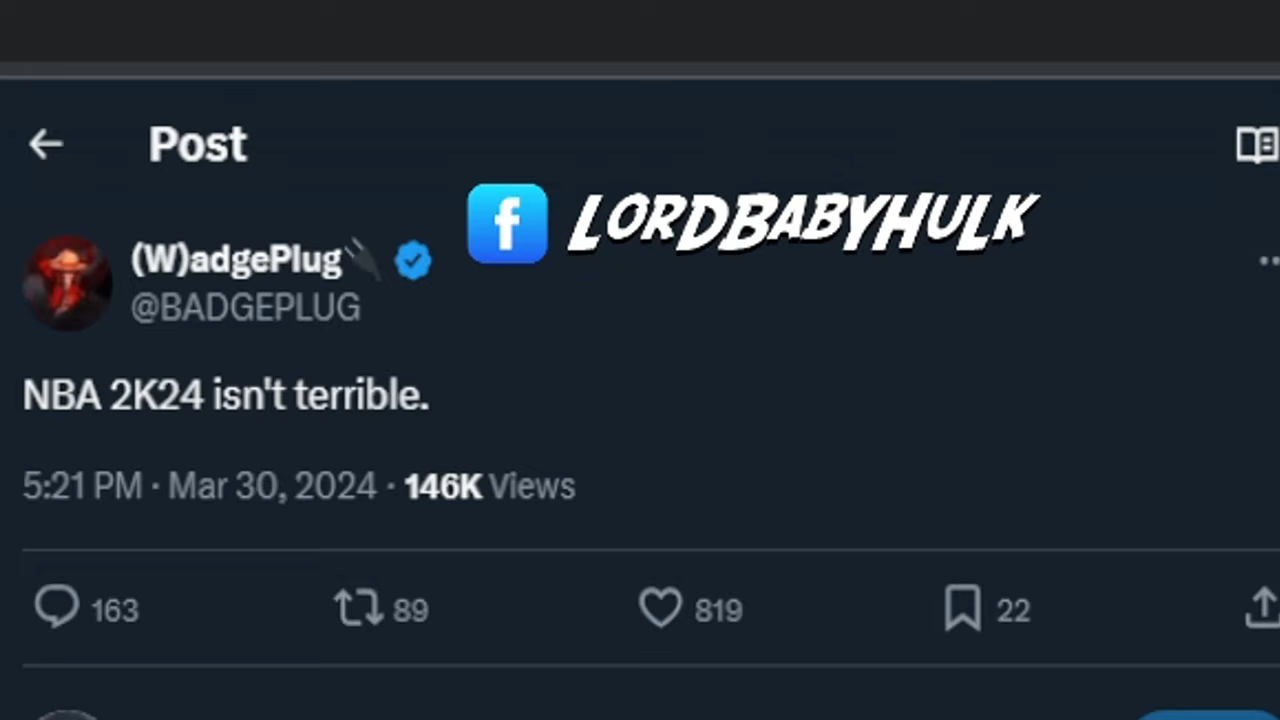 Post
f LORDBABYHULK
(W)adgePlug🔌
@BADGEPLUG
NBA 2K24 isn't terrible.
5:21 PM · Mar 30, 2024 · 146K Views
163 89 819 22